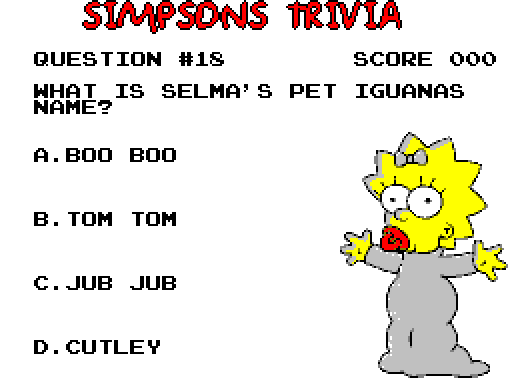 SIMPSONS TRIVIA
QUESTION #18 SCORE 000
WHAT IS SELMA'S PET IGUANAS
NAME?
A.BOO BOO
B.TOM TOM
C.JUB JUB
D.CUTLEY